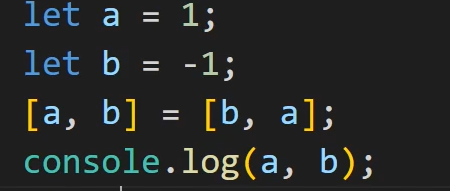 let a = 1;
let b = -1;
[a, b] = [b, a];
console.log(a, b);